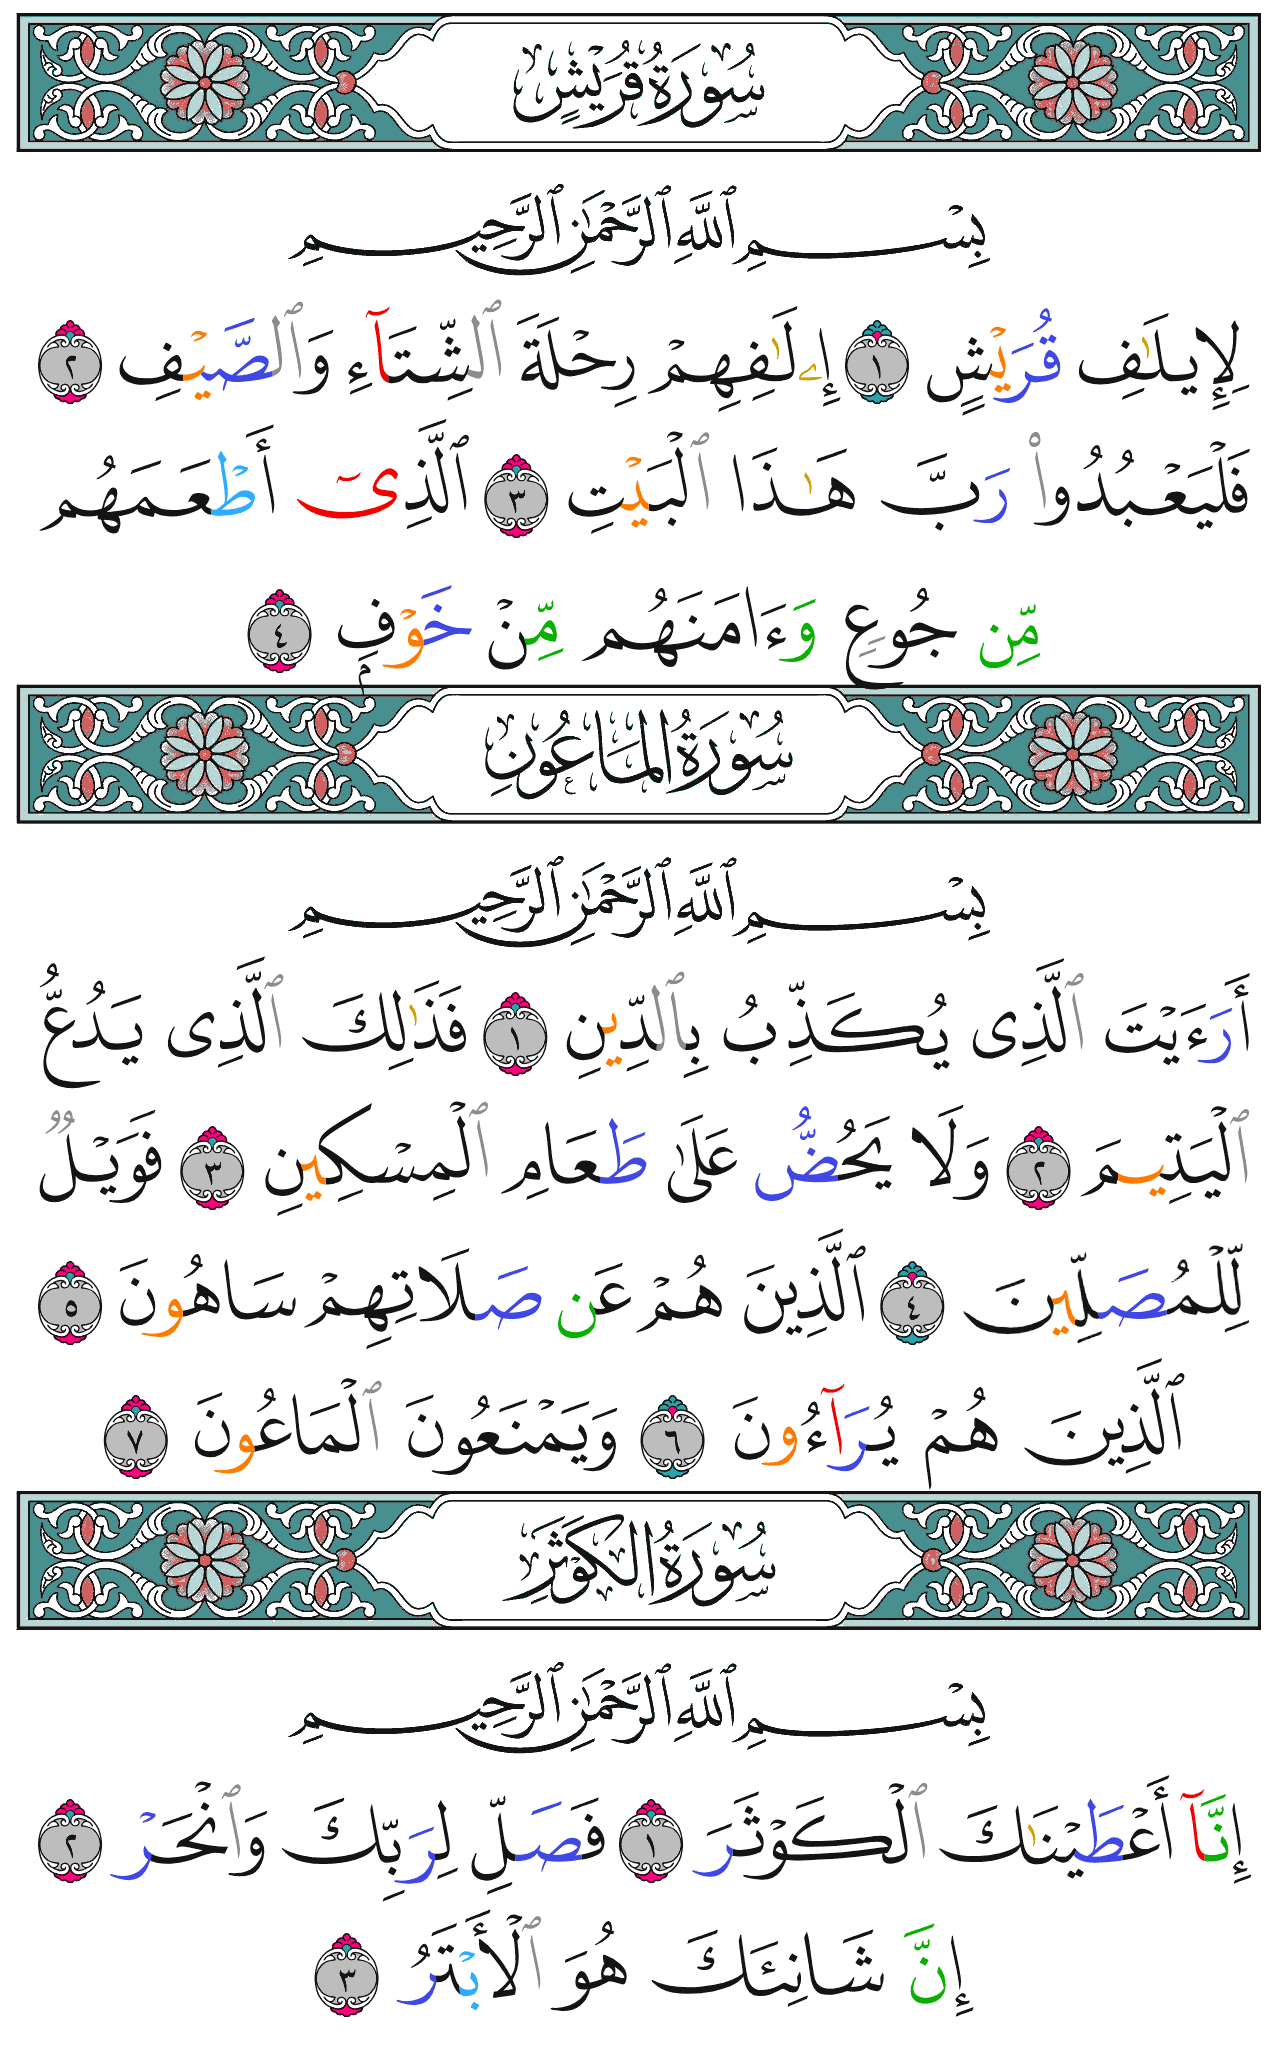 سُورَةُ قُرَيْشٍ
بِسْمِ ٱللَّهِ ٱلرَّحْمَٰنِ ٱلرَّحِيمِ
لِإِيلَٰفِ قُرَيْشٍ ١ إِۦلَٰفِهِمْ رِحْلَةَ ٱلشِّتَآءِ وَٱلصَّيْفِ ٢
فَلْيَعْبُدُوا۟ رَبَّ هَٰذَا ٱلْبَيْتِ ٣ ٱلَّذِىٓ أَطْعَمَهُم
مِّن جُوعٍ وَءَامَنَهُم مِّنْ خَوْفٍۭ ٤
سُورَةُ المَاعُونِ
بِسْمِ ٱللَّهِ ٱلرَّحْمَٰنِ ٱلرَّحِيمِ
أَرَءَيْتَ ٱلَّذِى يُكَذِّبُ بِٱلدِّينِ ١ فَذَٰلِكَ ٱلَّذِى يَدُعُّ
ٱلْيَتِيمَ ٢ وَلَا يَحُضُّ عَلَىٰ طَعَامِ ٱلْمِسْكِينِ ٣ فَوَيْلٌ
لِّلْمُصَلِّينَ ٤ ٱلَّذِينَ هُمْ عَن صَلَاتِهِمْ سَاهُونَ ٥
ٱلَّذِينَ هُمْ يُرَآءُونَ ٦ وَيَمْنَعُونَ ٱلْمَاعُونَ ٧
سُورَةُ الكَوْثَرِ
بِسْمِ ٱللَّهِ ٱلرَّحْمَٰنِ ٱلرَّحِيمِ
إِنَّآ أَعْطَيْنَٰكَ ٱلْكَوْثَرَ ١ فَصَلِّ لِرَبِّكَ وَٱنْحَرْ ٢
إِنَّ شَانِئَكَ هُوَ ٱلْأَبْتَرُ ٣